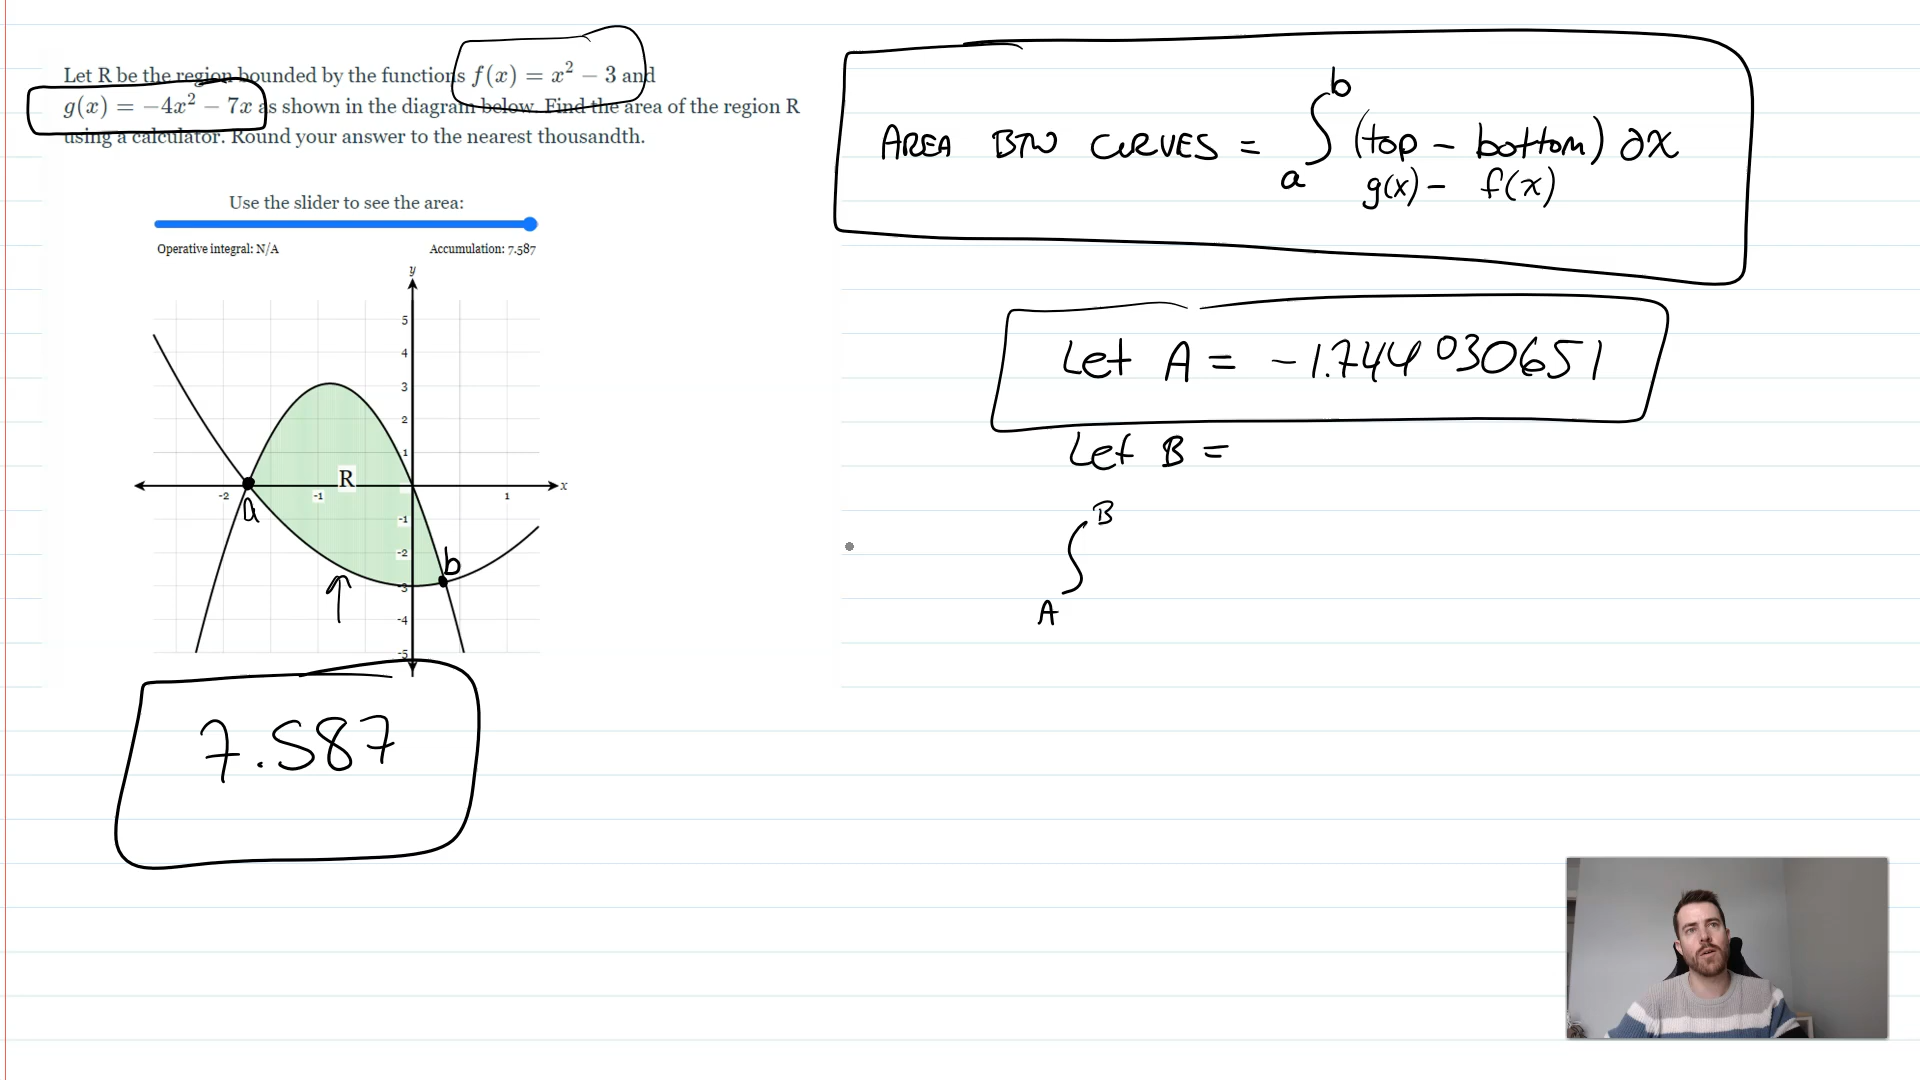 Let R be the region bounded by the functions f(x) = x² − 3 and
g(x) = −4x² − 7x as shown in the diagram below. Find the area of the region R
using a calculator. Round your answer to the nearest thousandth.
Use the slider to see the area:
Operative integral: N/A
Accumulation: 7.587
y
5
4
3
2
1
R
-2
-1
1
x
a
-1
-2
b
-3
-4
-5
7.587
AREA BTW CURVES = ∫ₐᵇ (top − bottom) ∂x
g(x) − f(x)
Let A = −1.744030651
Let B =
B
∫
A